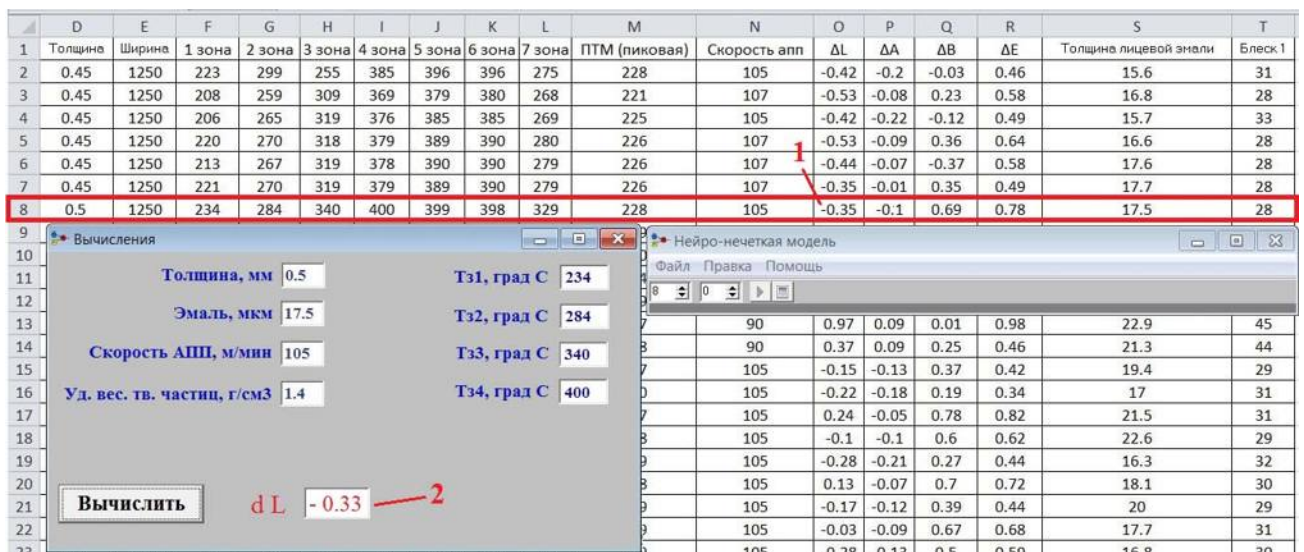 D E F G H I J K L M N O P Q R S T
1 Толщина Ширина 1 зона 2 зона 3 зона 4 зона 5 зона 6 зона 7 зона ПТМ (пиковая) Скорость апп ΔL ΔA ΔB ΔE Толщина лицевой эмали Блеск 1
2 0.45 1250 223 299 255 385 396 396 275 228 105 -0.42 -0.2 -0.03 0.46 15.6 31
3 0.45 1250 208 259 309 369 379 380 268 221 107 -0.53 -0.08 0.23 0.58 16.8 28
4 0.45 1250 206 265 319 376 385 385 269 225 105 -0.42 -0.22 -0.12 0.49 15.7 33
5 0.45 1250 220 270 318 379 389 390 280 226 107 -0.53 -0.09 0.36 0.64 16.6 28
6 0.45 1250 213 267 319 378 390 390 279 226 107 -0.44 -0.07 -0.37 0.58 17.6 28
7 0.45 1250 221 270 319 379 389 390 279 226 107 -0.35 -0.01 0.35 0.49 17.7 28
1
8 0.5 1250 234 284 340 400 399 398 329 228 105 -0.35 -0.1 0.69 0.78 17.5 28
9
10
11
12
13 90 0.97 0.09 0.01 0.98 22.9 45
14 90 0.37 0.09 0.25 0.46 21.3 44
15 105 -0.15 -0.13 0.37 0.42 19.4 29
16 105 -0.22 -0.18 0.19 0.34 17 31
17 105 0.24 -0.05 0.78 0.82 21.5 31
18 105 -0.1 -0.1 0.6 0.62 22.6 29
19 105 -0.28 -0.21 0.27 0.44 16.3 32
20 105 0.13 -0.07 0.7 0.72 18.1 30
21 105 -0.17 -0.12 0.39 0.44 20 29
22 105 -0.03 -0.09 0.67 0.68 17.7 31
Вычисления
Толщина, мм 0.5 Тз1, град С 234
Эмаль, мкм 17.5 Тз2, град С 284
Скорость АПП, м/мин 105 Тз3, град С 340
Уд. вес. тв. частиц, г/см3 1.4 Тз4, град С 400
Вычислить d L - 0.33 2
Нейро-нечеткая модель
Файл Правка Помощь
8 0